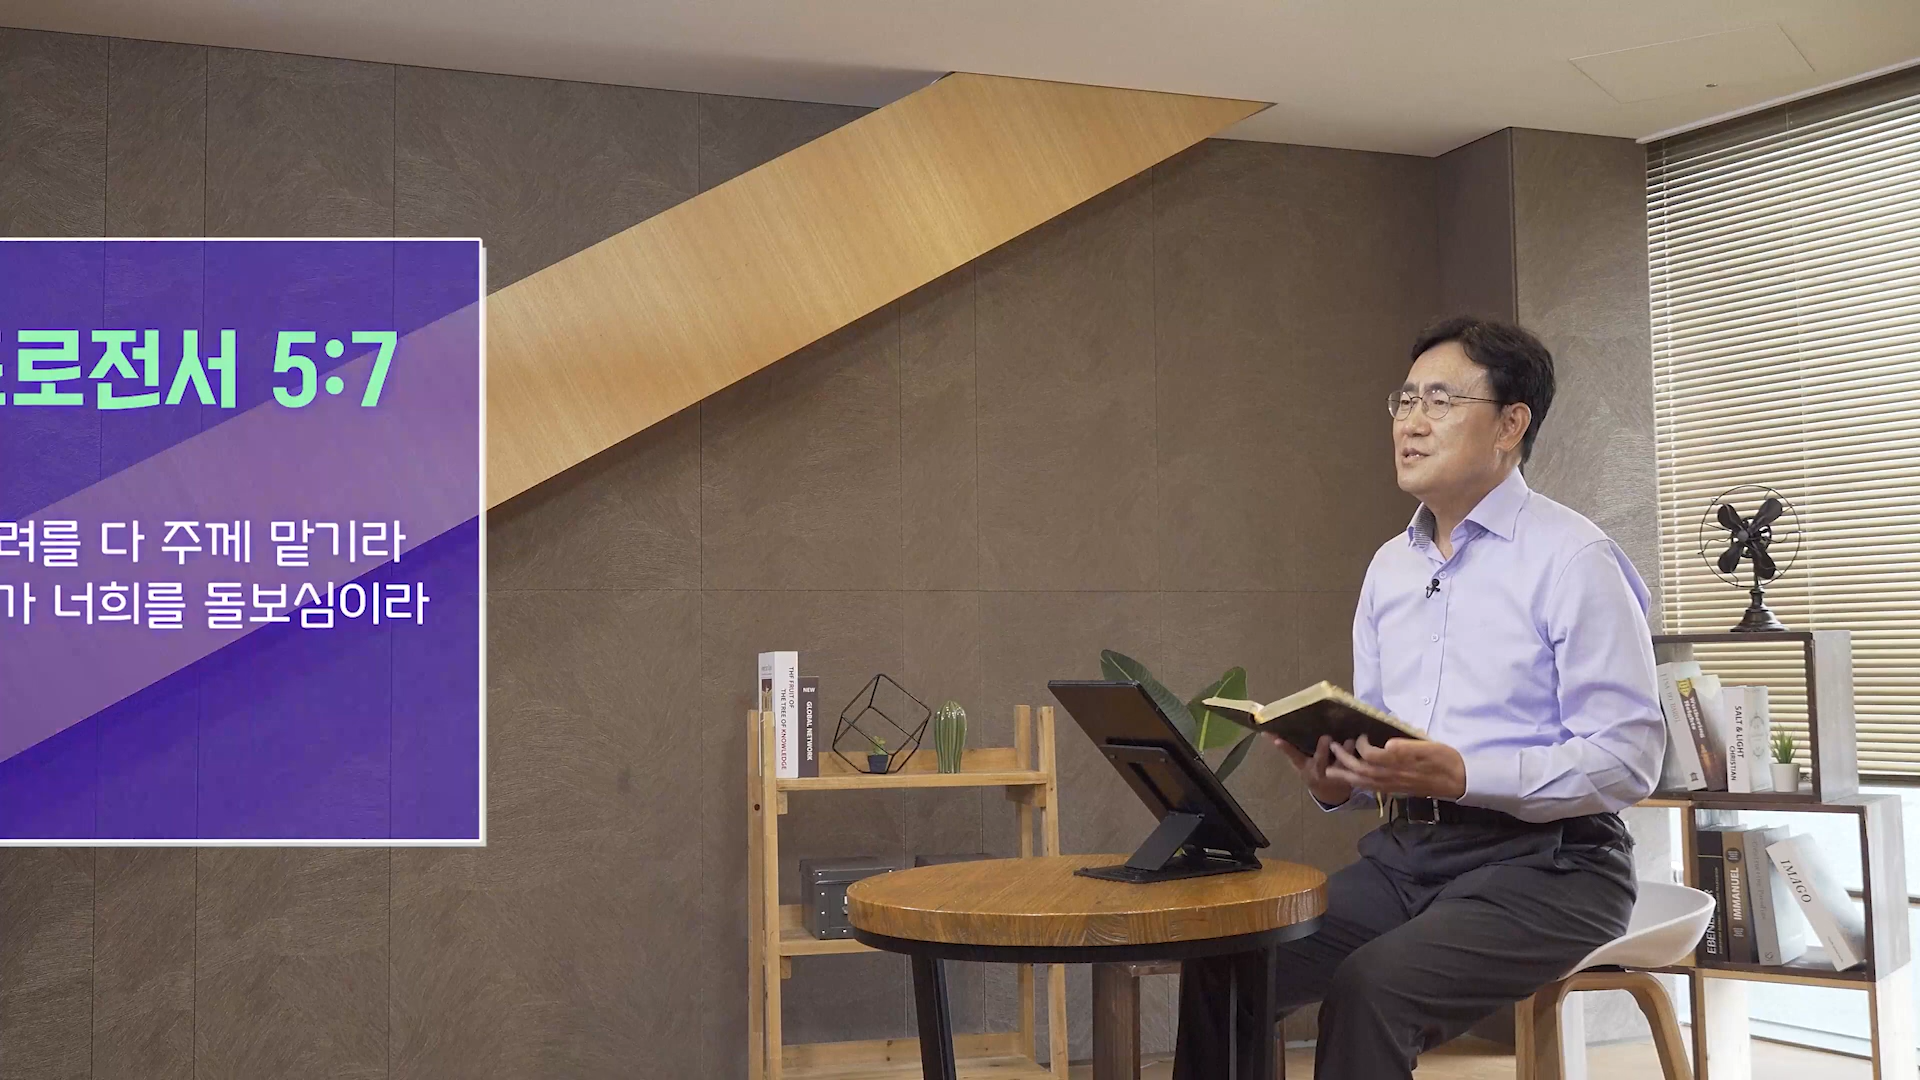 로전서 5:7
려를 다 주께 맡기라
가 너희를 돌보심이라
THE FRUIT OF
THE TREE OF KNOWLEDGE
NEW
GLOBAL NETWORK
SALT & LIGHT
CHRISTIAN
IMMANUEL
IMAGO